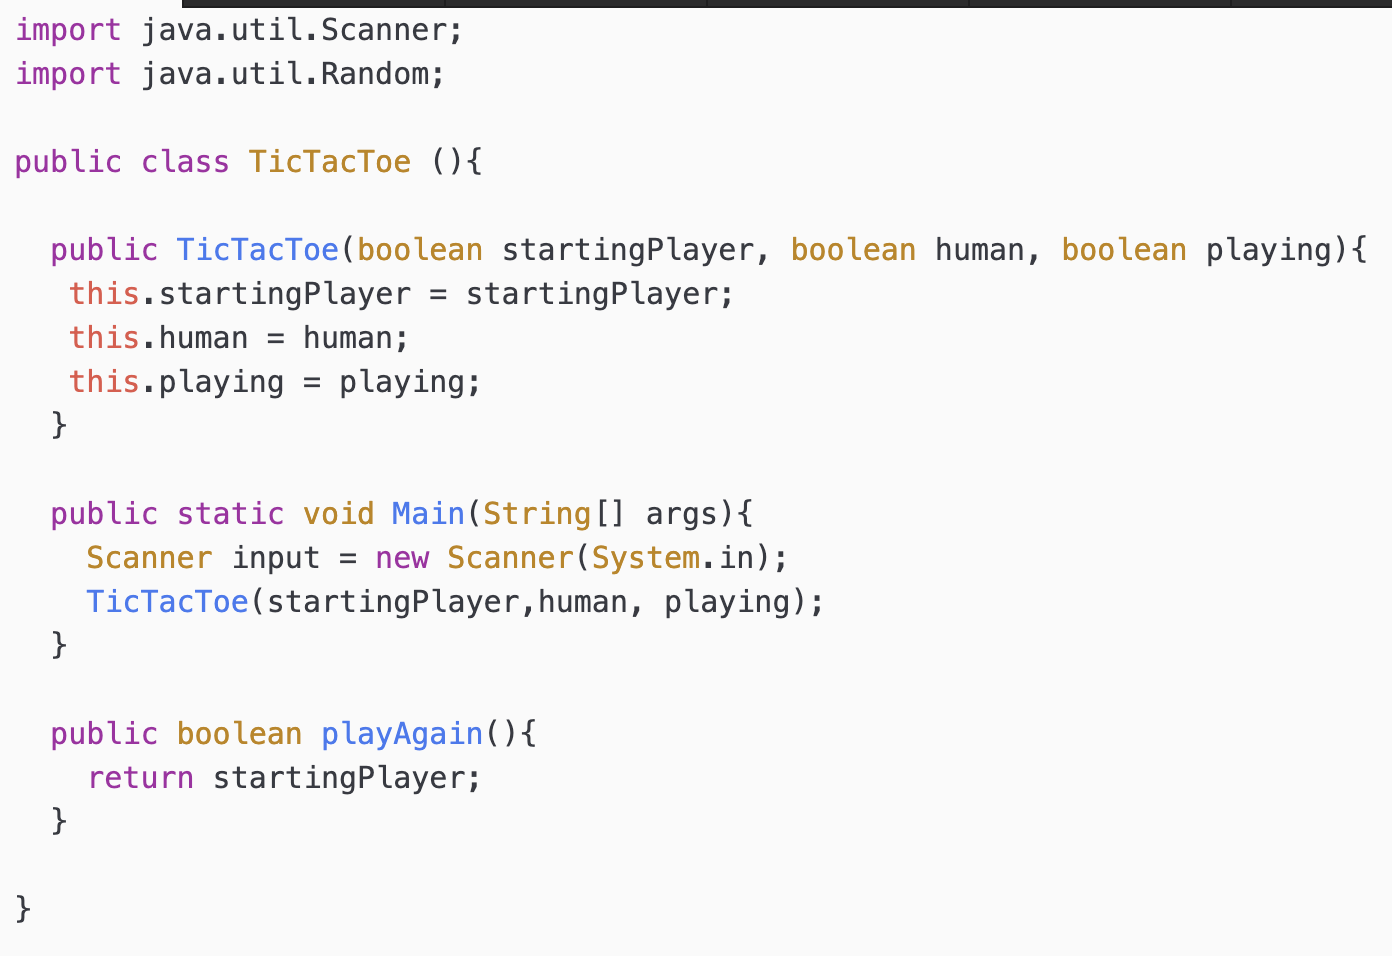 import java.util.Scanner;
import java.util.Random;
public class TicTacToe (){
public TicTacToe(boolean startingPlayer, boolean human, boolean playing){
this.startingPlayer = startingPlayer;
this.human = human;
this.playing = playing;
}
public static void Main(String[] args){
Scanner input = new Scanner(System.in);
TicTacToe(startingPlayer,human, playing);
}
public boolean playAgain(){
return startingPlayer;
}
}